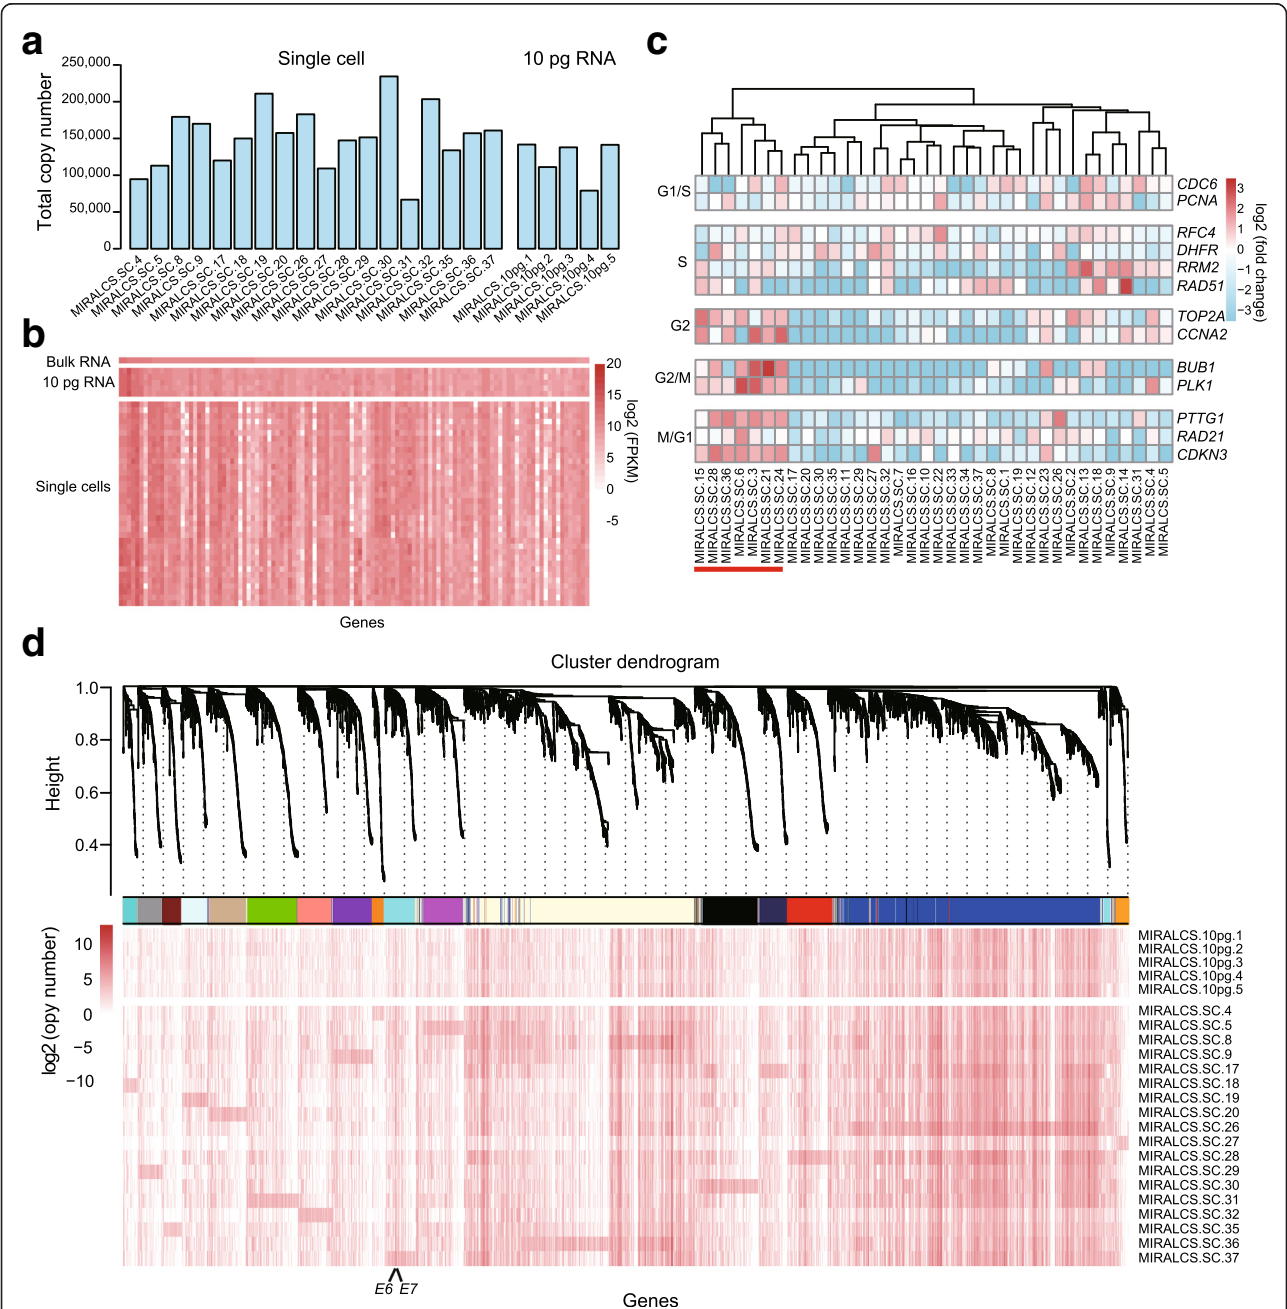 a
Single cell
10 pg RNA
Total copy number
250,000
200,000
150,000
100,000
50,000
0
MIRALCS.SC.4
MIRALCS.SC.5
MIRALCS.SC.8
MIRALCS.SC.9
MIRALCS.SC.17
MIRALCS.SC.18
MIRALCS.SC.19
MIRALCS.SC.20
MIRALCS.SC.26
MIRALCS.SC.27
MIRALCS.SC.28
MIRALCS.SC.29
MIRALCS.SC.30
MIRALCS.SC.31
MIRALCS.SC.32
MIRALCS.SC.35
MIRALCS.SC.36
MIRALCS.SC.37
MIRALCS.10pg.1
MIRALCS.10pg.2
MIRALCS.10pg.3
MIRALCS.10pg.4
MIRALCS.10pg.5
b
Bulk RNA
10 pg RNA
Single cells
Genes
20
15
10
5
0
-5
log2 (FPKM)
c
G1/S
S
G2
G2/M
M/G1
CDC6
PCNA
RFC4
DHFR
RRM2
RAD51
TOP2A
CCNA2
BUB1
PLK1
PTTG1
RAD21
CDKN3
3
2
1
0
−1
−2
−3
log2 (fold change)
MIRALCS.SC.15
MIRALCS.SC.28
MIRALCS.SC.36
MIRALCS.SC.6
MIRALCS.SC.3
MIRALCS.SC.21
MIRALCS.SC.24
MIRALCS.SC.17
MIRALCS.SC.20
MIRALCS.SC.30
MIRALCS.SC.35
MIRALCS.SC.11
MIRALCS.SC.29
MIRALCS.SC.27
MIRALCS.SC.32
MIRALCS.SC.7
MIRALCS.SC.16
MIRALCS.SC.10
MIRALCS.SC.22
MIRALCS.SC.33
MIRALCS.SC.34
MIRALCS.SC.37
MIRALCS.SC.8
MIRALCS.SC.1
MIRALCS.SC.19
MIRALCS.SC.12
MIRALCS.SC.23
MIRALCS.SC.26
MIRALCS.SC.2
MIRALCS.SC.13
MIRALCS.SC.18
MIRALCS.SC.9
MIRALCS.SC.14
MIRALCS.SC.31
MIRALCS.SC.4
MIRALCS.SC.5
d
Cluster dendrogram
Height
1.0
0.8
0.6
0.4
log2 (opy number)
10
5
0
−5
−10
MIRALCS.10pg.1
MIRALCS.10pg.2
MIRALCS.10pg.3
MIRALCS.10pg.4
MIRALCS.10pg.5
MIRALCS.SC.4
MIRALCS.SC.5
MIRALCS.SC.8
MIRALCS.SC.9
MIRALCS.SC.17
MIRALCS.SC.18
MIRALCS.SC.19
MIRALCS.SC.20
MIRALCS.SC.26
MIRALCS.SC.27
MIRALCS.SC.28
MIRALCS.SC.29
MIRALCS.SC.30
MIRALCS.SC.31
MIRALCS.SC.32
MIRALCS.SC.35
MIRALCS.SC.36
MIRALCS.SC.37
E6 E7
Genes